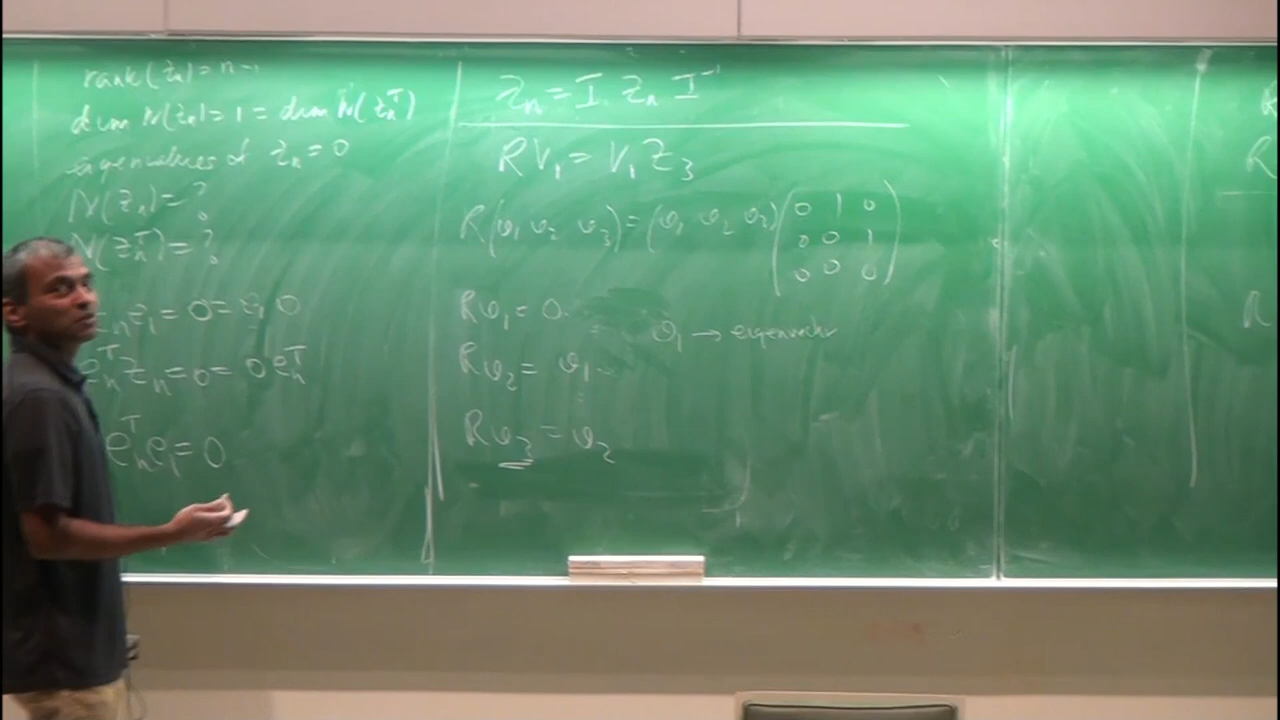 rank(Zn) = n-1
dim N(Zn) = 1 = dim N(Zn^T)
eigenvalues of Zn = 0
N(Zn) = ?
N(Zn^T) = ?
n e1 = 0 = e1 0
en^T Zn = 0 = 0 en^T
en^T e1 = 0
Zn = I Zn I^-1
R V1 = V1 Z3
R(v1 v2 v3) = (v1 v2 v3) (0 1 0
0 0 1
0 0 0)
R v1 = 0.
v1 → eigenvector
R v2 = v1
R v3 = v2
R
R